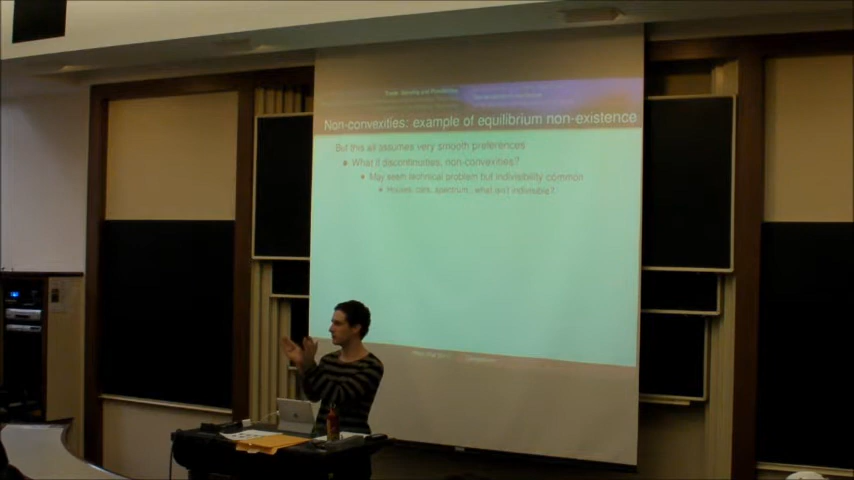 Non-convexities: example of equilibrium non-existence
But this all assumes very smooth preferences
What if discontinuities, non-convexities?
May seem technical problem but indivisibility common
Houses, cars, spectrum, what isn't indivisible?